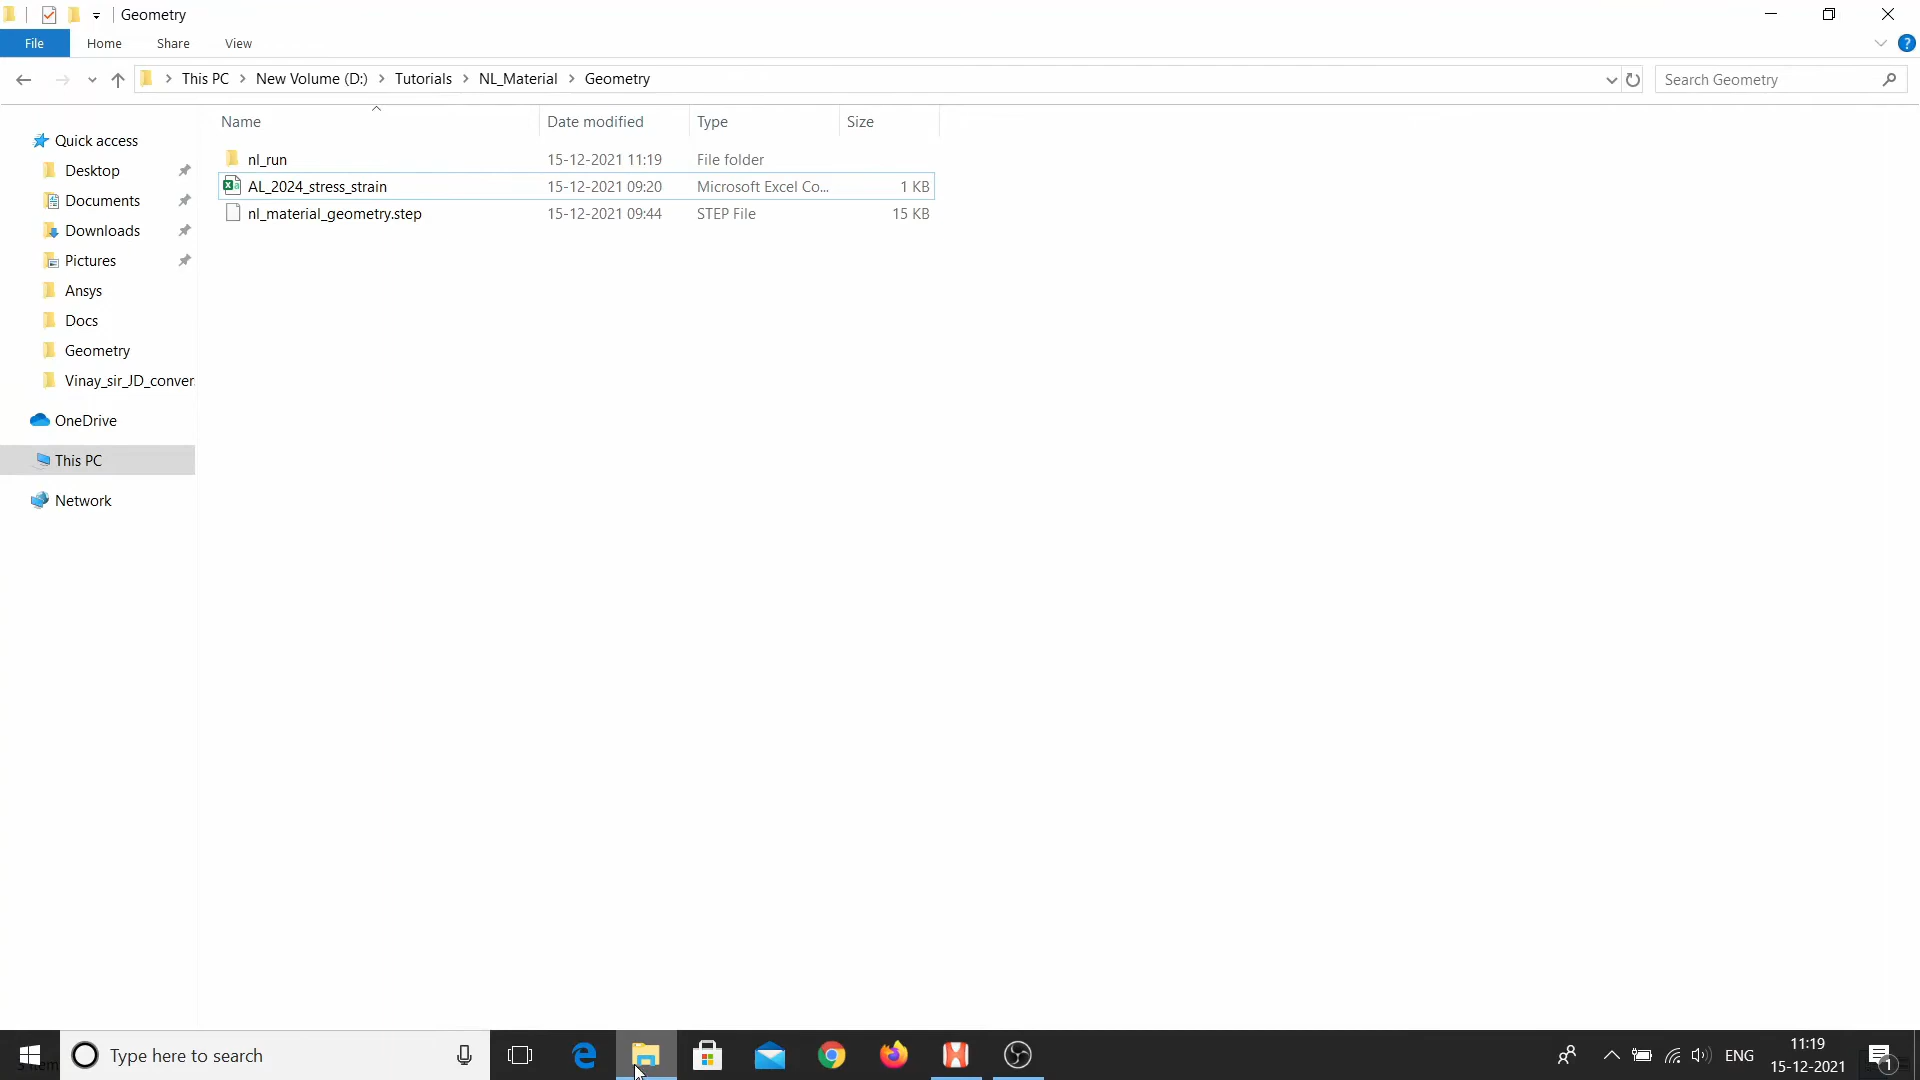 Geometry
File
Home
Share
View
This PC
New Volume (D:)
Tutorials
NL_Material
Geometry
Search Geometry
Name
Date modified
Type
Size
Quick access
Desktop
Documents
Downloads
Pictures
Ansys
Docs
Geometry
Vinay_sir_JD_conver
OneDrive
This PC
Network
nl_run 15-12-2021 11:19 File folder
AL_2024_stress_strain 15-12-2021 09:20 Microsoft Excel Co... 1 KB
nl_material_geometry.step 15-12-2021 09:44 STEP File 15 KB
Type here to search
ENG
11:19
15-12-2021
1